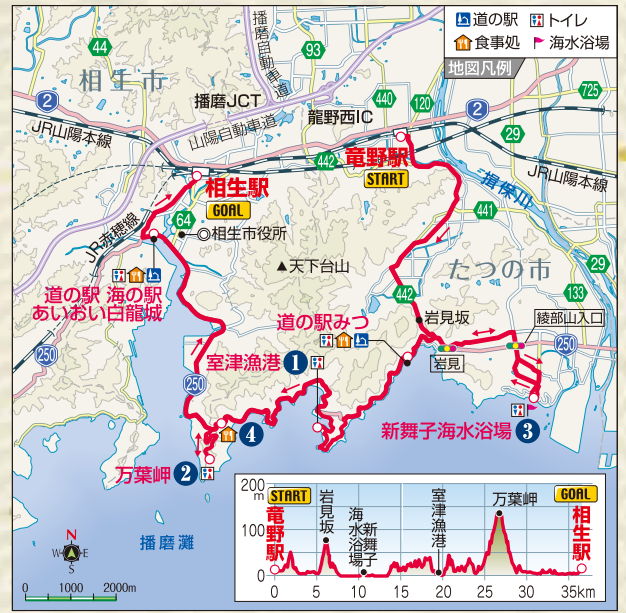 道の駅 トイレ
食事処 海水浴場
地図凡例
44
播磨自動車道
93
相生市
2
播磨JCT
440
120
725
山陽自動車道
龍野西IC
2
29
JR山陽本線
442
竜野駅
START
揖保川
JR山陽本線
相生駅
GOAL
64
441
JR赤穂線
相生市役所
天下台山
たつの市
29
133
442
道の駅 海の駅
あいおい白龍城
岩見坂
綾部山入口
道の駅みつ
250
250
岩見
室津漁港 1
250
新舞子海水浴場 3
4
万葉岬 2
播磨灘
N
W E
S
0 1000 2000m
200
m
100
0
START
竜野駅
岩見坂
新舞子
海水浴場
室津漁港
万葉岬
GOAL
相生駅
0 5 10 15 20 25 30 35km